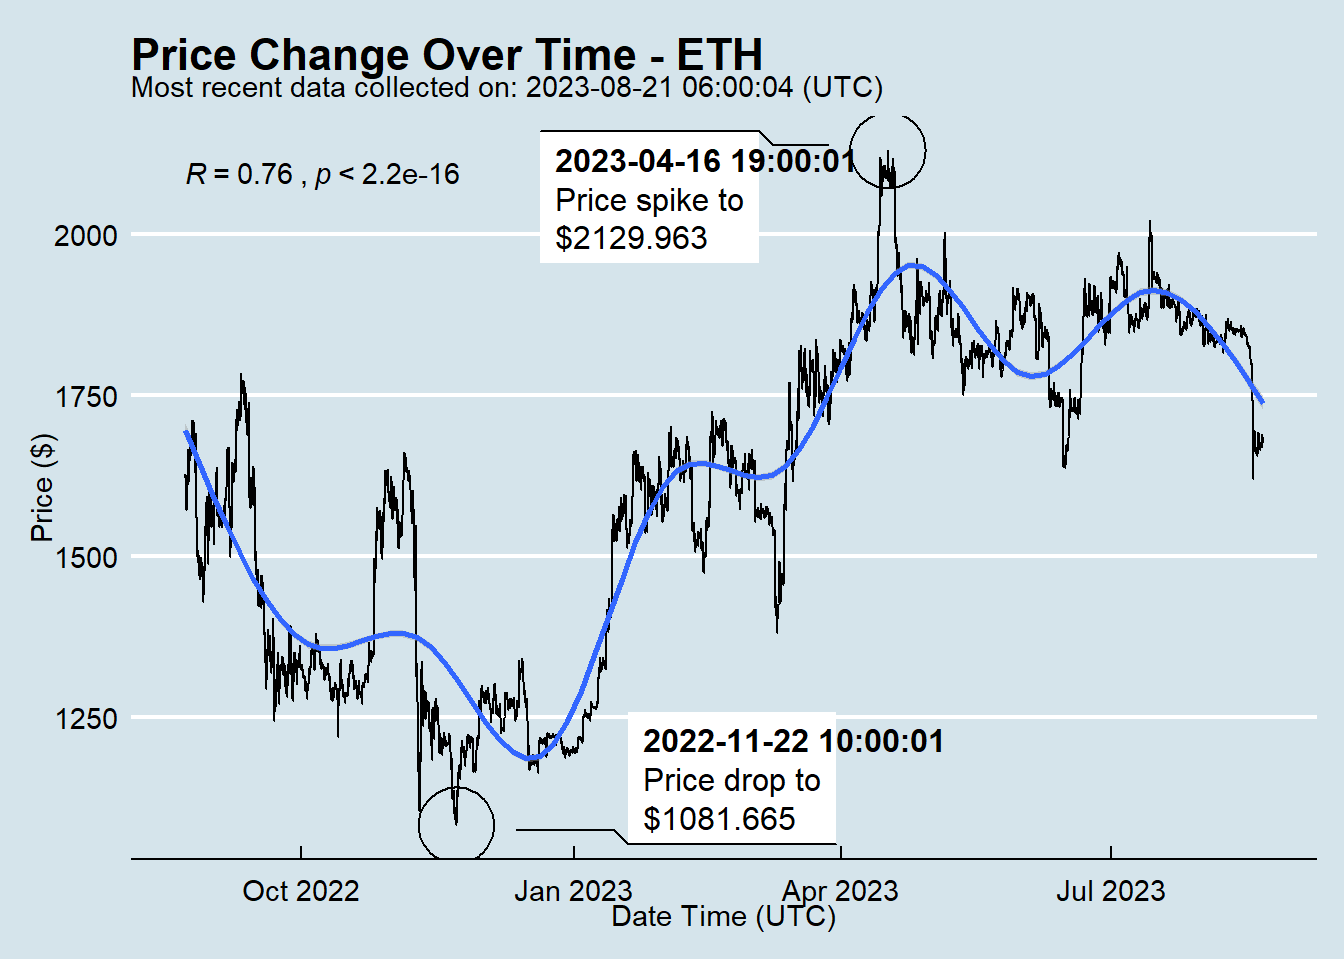 Price Change Over Time - ETH
Most recent data collected on: 2023-08-21 06:00:04 (UTC)
R = 0.76 , p < 2.2e-16
2023-04-16 19:00:01
Price spike to
$2129.963
2000
1750
1500
1250
Price ($)
2022-11-22 10:00:01
Price drop to
$1081.665
Oct 2022 Jan 2023 Apr 2023 Jul 2023
Date Time (UTC)